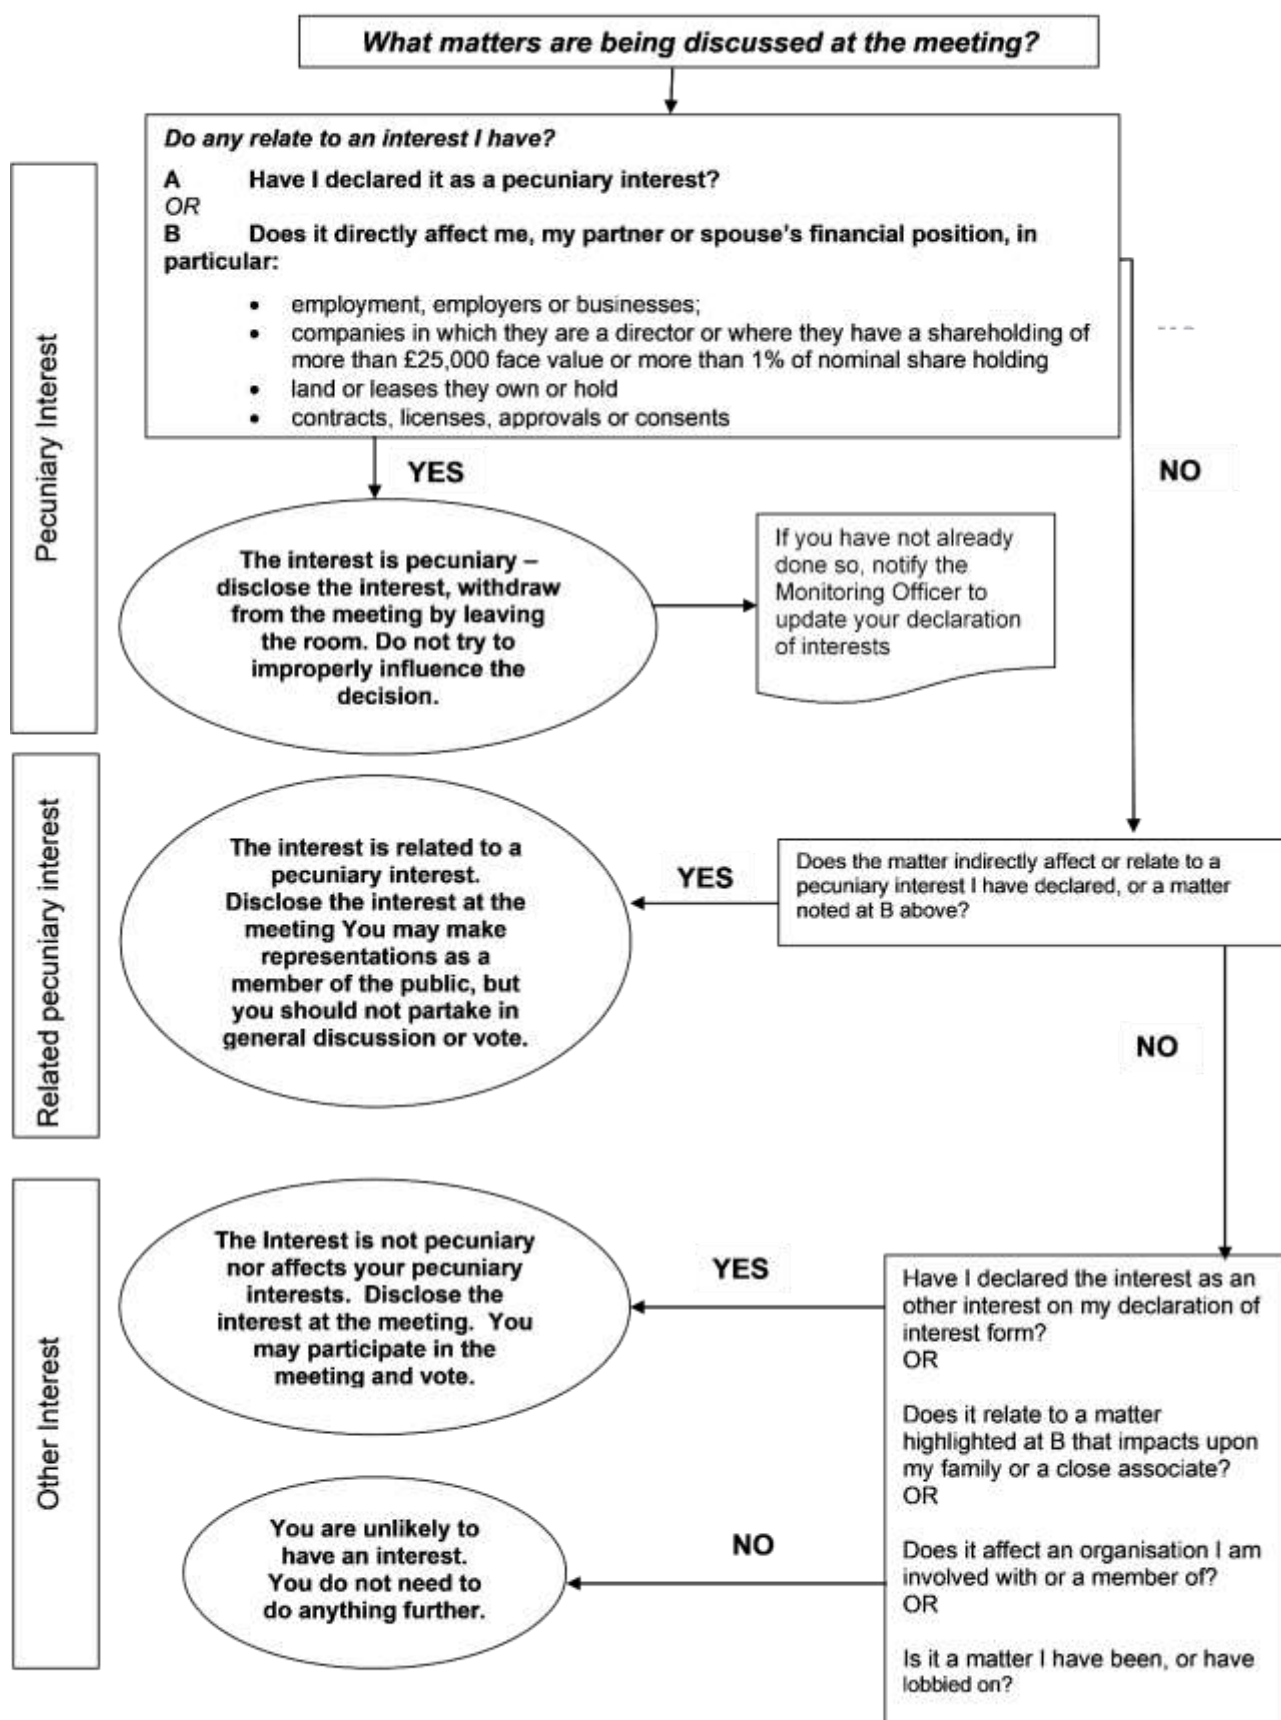 What matters are being discussed at the meeting?
Do any relate to an interest I have?
A Have I declared it as a pecuniary interest?
OR
B Does it directly affect me, my partner or spouse's financial position, in
particular:
• employment, employers or businesses;
• companies in which they are a director or where they have a shareholding of
more than £25,000 face value or more than 1% of nominal share holding
• land or leases they own or hold
• contracts, licenses, approvals or consents
Pecuniary Interest
YES
NO
The interest is pecuniary –
disclose the interest, withdraw
from the meeting by leaving
the room. Do not try to
improperly influence the
decision.
If you have not already
done so, notify the
Monitoring Officer to
update your declaration
of interests
Related pecuniary interest
The interest is related to a
pecuniary interest.
Disclose the interest at the
meeting You may make
representations as a
member of the public, but
you should not partake in
general discussion or vote.
YES
Does the matter indirectly affect or relate to a
pecuniary interest I have declared, or a matter
noted at B above?
NO
Other Interest
The Interest is not pecuniary
nor affects your pecuniary
interests. Disclose the
interest at the meeting. You
may participate in the
meeting and vote.
YES
Have I declared the interest as an
other interest on my declaration of
interest form?
OR
Does it relate to a matter
highlighted at B that impacts upon
my family or a close associate?
OR
Does it affect an organisation I am
involved with or a member of?
OR
Is it a matter I have been, or have
lobbied on?
NO
You are unlikely to
have an interest.
You do not need to
do anything further.